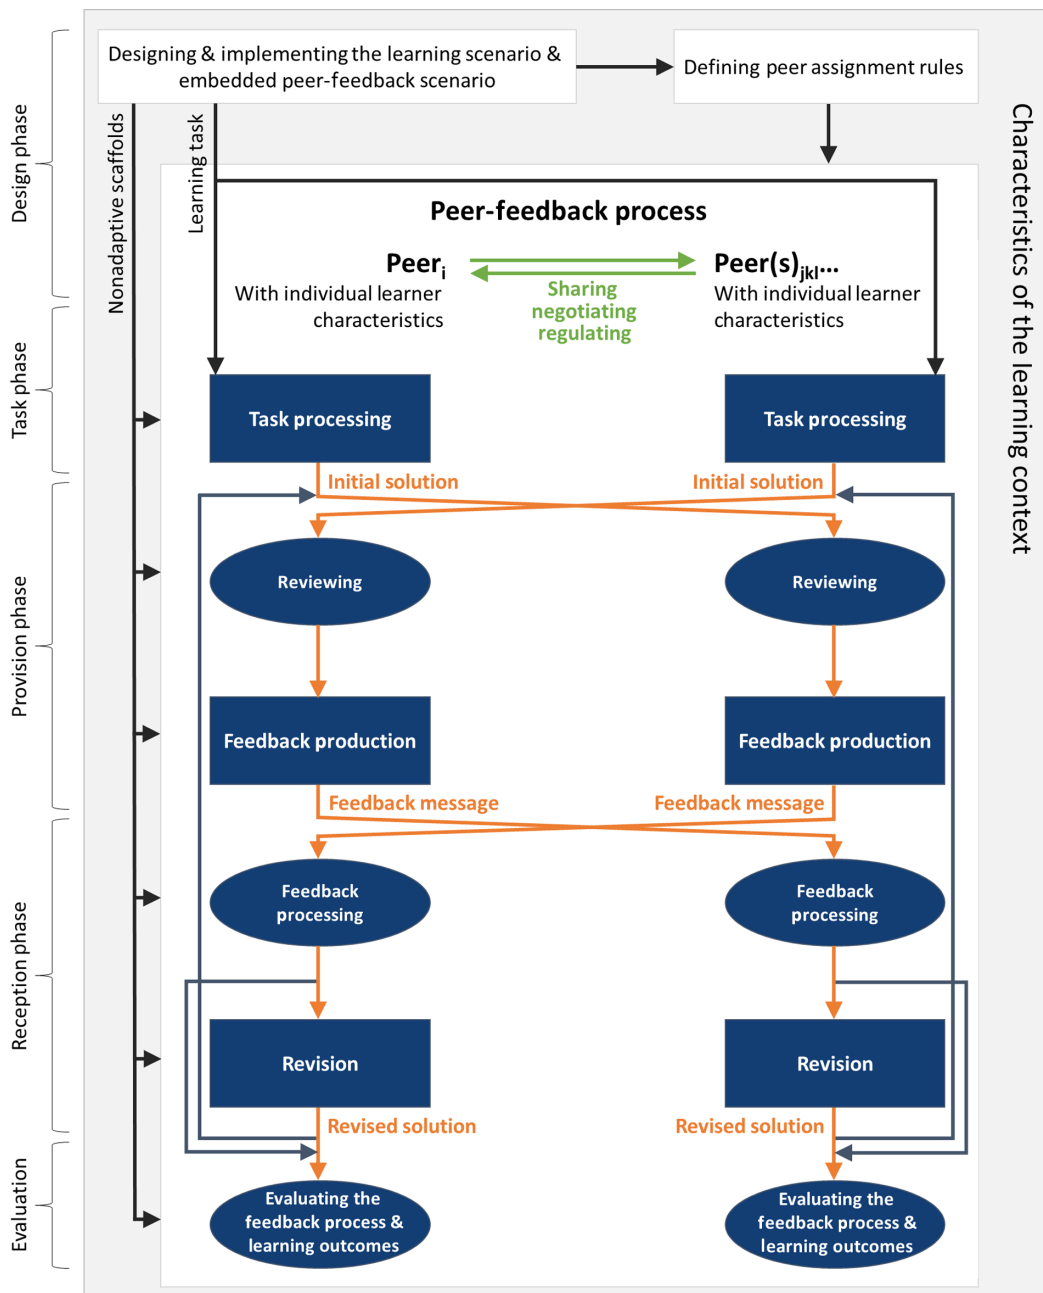 Designing & implementing the learning scenario &
embedded peer-feedback scenario
Defining peer assignment rules
Design phase
Nonadaptive scaffolds
Learning task
Characteristics of the learning context
Peer-feedback process
Peer_i
Peer(s)_jkl...
With individual learner
characteristics
Sharing
negotiating
regulating
With individual learner
characteristics
Task phase
Task processing
Task processing
Initial solution
Initial solution
Provision phase
Reviewing
Reviewing
Feedback production
Feedback production
Feedback message
Feedback message
Reception phase
Feedback
processing
Feedback
processing
Revision
Revision
Revised solution
Revised solution
Evaluation
Evaluating the
feedback process &
learning outcomes
Evaluating the
feedback process &
learning outcomes